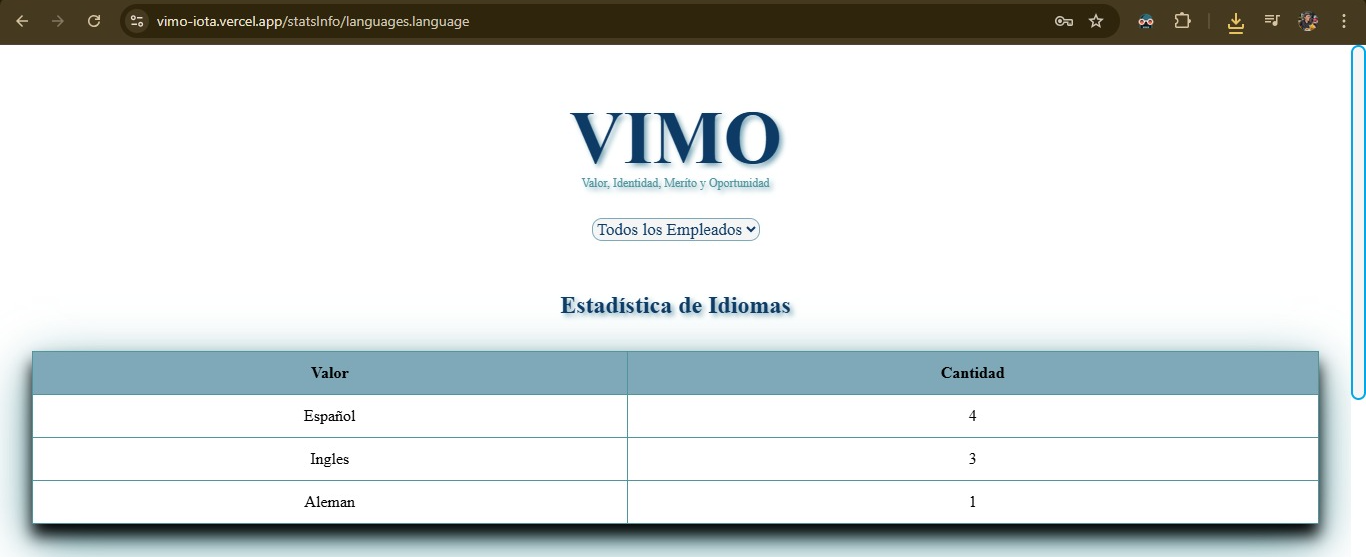 vimo-iota.vercel.app/statsInfo/languages.language
VIMO
Valor, Identidad, Merito y Oportunidad
Todos los Empleados
Estadística de Idiomas
Valor Cantidad
Español 4
Ingles 3
Aleman 1